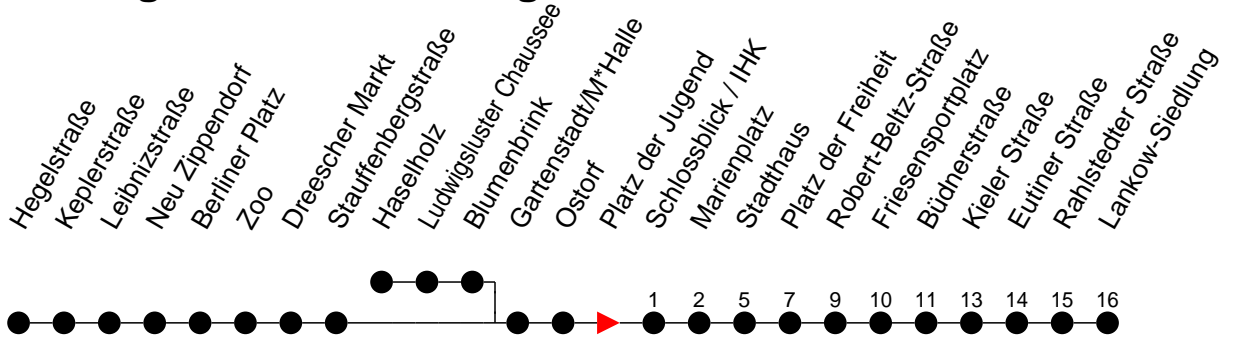 Hegelstraße
Keplerstraße
Leibnizstraße
Neu Zippendorf
Berliner Platz
Zoo
Dreescher Markt
Stauffenbergstraße
Haselholz
Ludwigsluster Chaussee
Blumenbrink
Gartenstadt/M*Halle
Ostorf
Platz der Jugend
Schlossblick / IHK
Marienplatz
Stadthaus
Platz der Freiheit
Robert-Beltz-Straße
Friesensportplatz
Büdnerstraße
Kieler Straße
Eutiner Straße
Rahlstedter Straße
Lankow-Siedlung
1 2 5 7 9 10 11 13 14 15 16